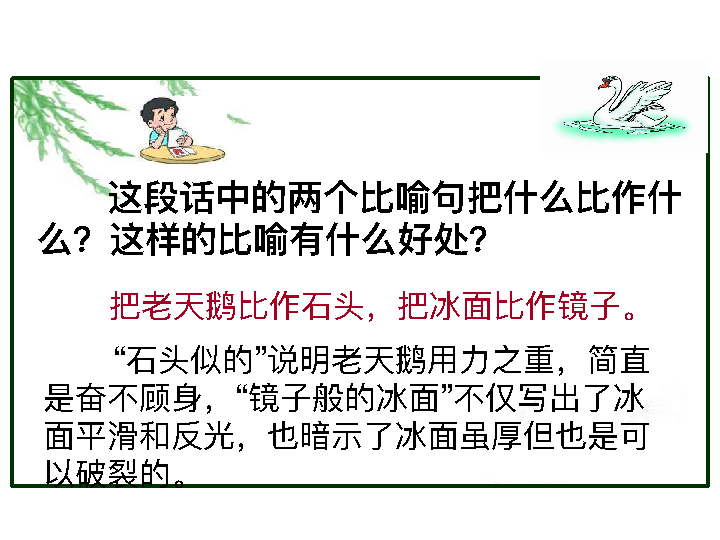 这段话中的两个比喻句把什么比作什
么？这样的比喻有什么好处？
把老天鹅比作石头，把冰面比作镜子。
“石头似的”说明老天鹅用力之重，简直
是奋不顾身，“镜子般的冰面”不仅写出了冰
面平滑和反光，也暗示了冰面虽厚但也是可
以破裂的。